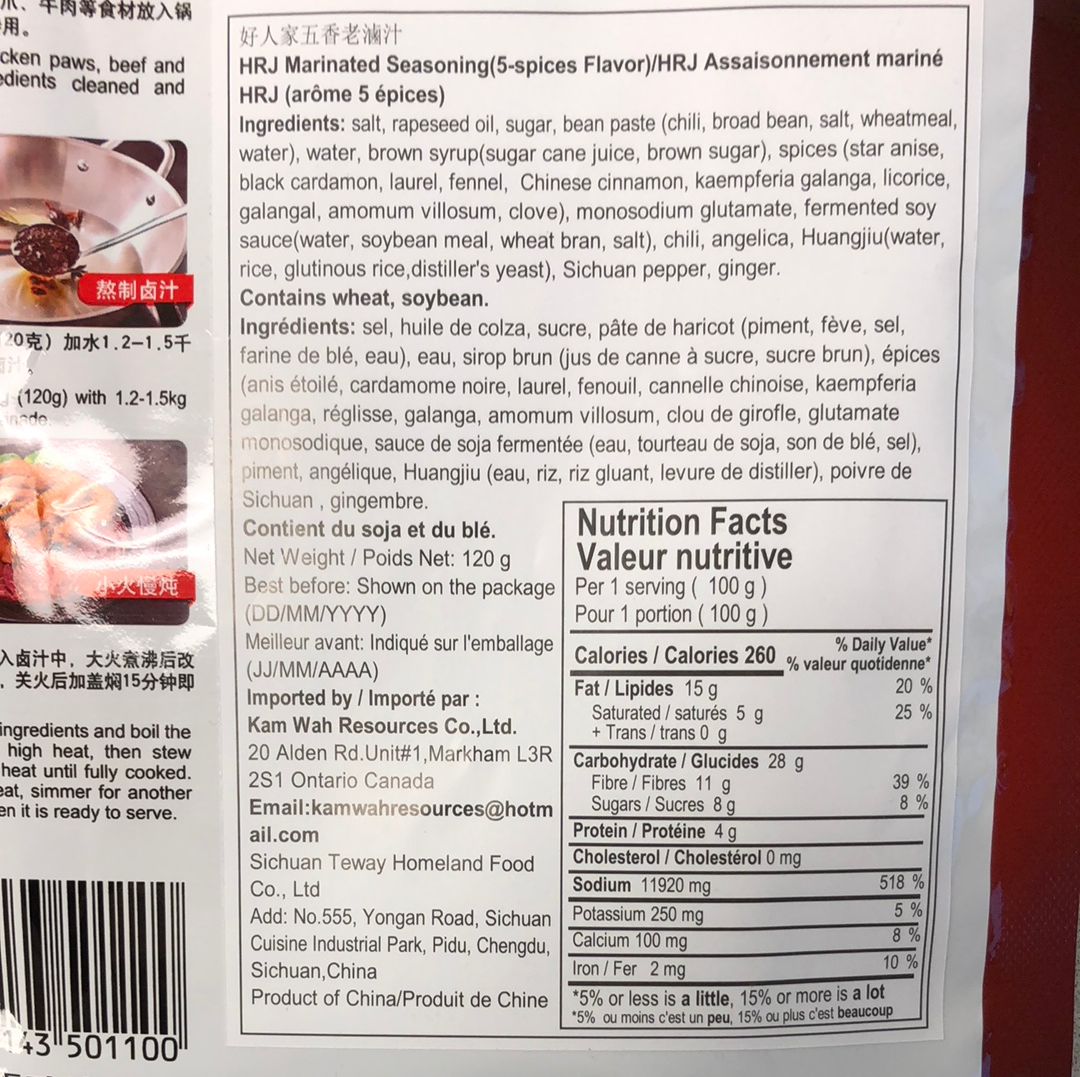 牛肉等食材放入锅
用。
cken paws, beef and
edients cleaned and
熬制卤汁
20克）加水1.2–1.5千
(120g) with 1.2-1.5kg
小火慢炖
入卤汁中，大火煮沸后改
，关火后加盖焖15分钟即
ingredients and boil the
high heat, then stew
heat until fully cooked.
eat, simmer for another
en it is ready to serve.
143 501100
好人家五香老滷汁
HRJ Marinated Seasoning(5-spices Flavor)/HRJ Assaisonnement mariné
HRJ (arôme 5 épices)
Ingredients: salt, rapeseed oil, sugar, bean paste (chili, broad bean, salt, wheatmeal,
water), water, brown syrup(sugar cane juice, brown sugar), spices (star anise,
black cardamon, laurel, fennel, Chinese cinnamon, kaempferia galanga, licorice,
galangal, amomum villosum, clove), monosodium glutamate, fermented soy
sauce(water, soybean meal, wheat bran, salt), chili, angelica, Huangjiu(water,
rice, glutinous rice,distiller's yeast), Sichuan pepper, ginger.
Contains wheat, soybean.
Ingrédients: sel, huile de colza, sucre, pâte de haricot (piment, fève, sel,
farine de blé, eau), eau, sirop brun (jus de canne à sucre, sucre brun), épices
(anis étoilé, cardamome noire, laurel, fenouil, cannelle chinoise, kaempferia
galanga, réglisse, galanga, amomum villosum, clou de girofle, glutamate
monosodique, sauce de soja fermentée (eau, tourteau de soja, son de blé, sel),
piment, angélique, Huangjiu (eau, riz, riz gluant, levure de distiller), poivre de
Sichuan , gingembre.
Contient du soja et du blé.
Net Weight / Poids Net: 120 g
Best before: Shown on the package
(DD/MM/YYYY)
Meilleur avant: Indiqué sur l'emballage
(JJ/MM/AAAA)
Imported by / Importé par :
Kam Wah Resources Co.,Ltd.
20 Alden Rd.Unit#1,Markham L3R
2S1 Ontario Canada
Email:kamwahresources@hotm
ail.com
Sichuan Teway Homeland Food
Co., Ltd
Add: No.555, Yongan Road, Sichuan
Cuisine Industrial Park, Pidu, Chengdu,
Sichuan,China
Product of China/Produit de Chine
Nutrition Facts
Valeur nutritive
Per 1 serving ( 100 g )
Pour 1 portion ( 100 g )
Calories / Calories 260 % Daily Value*
% valeur quotidenne*
Fat / Lipides 15 g 20 %
Saturated / saturés 5 g 25 %
+ Trans / trans 0 g
Carbohydrate / Glucides 28 g
Fibre / Fibres 11 g 39 %
Sugars / Sucres 8 g 8 %
Protein / Protéine 4 g
Cholesterol / Cholestérol 0 mg
Sodium 11920 mg 518 %
Potassium 250 mg 5 %
Calcium 100 mg 8 %
Iron / Fer 2 mg 10 %
*5% or less is a little, 15% or more is a lot
*5% ou moins c'est un peu, 15% ou plus c'est beaucoup